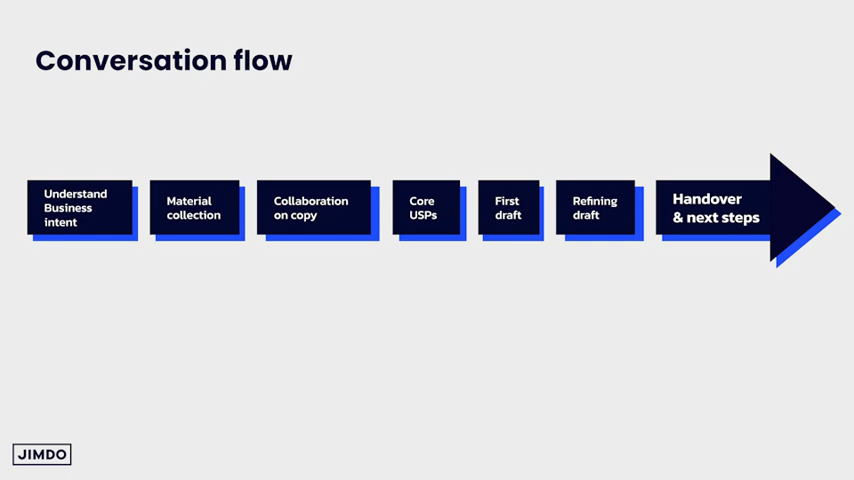 Conversation flow
Understand
Business
intent
Material
collection
Collaboration
on copy
Core
USPs
First
draft
Refining
draft
Handover
& next steps
JIMDO